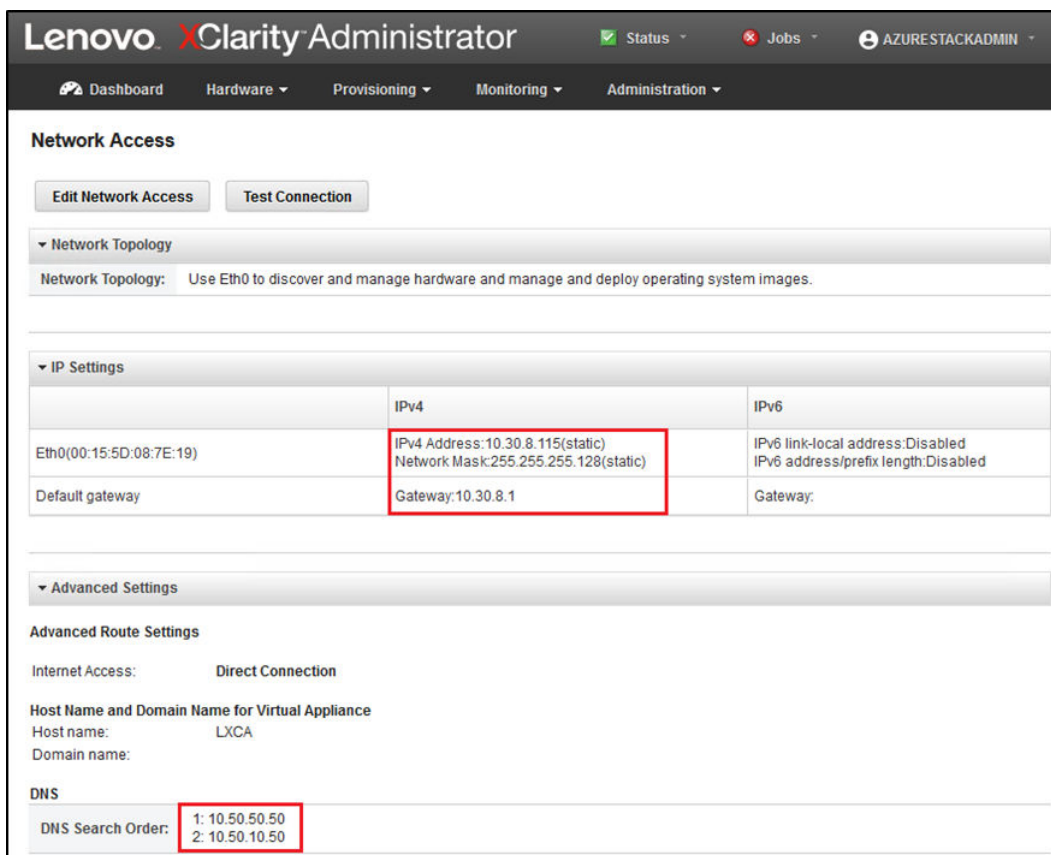 Lenovo XClarity Administrator Status Jobs AZURESTACKADMIN
Dashboard Hardware Provisioning Monitoring Administration
Network Access
Edit Network Access Test Connection
Network Topology
Network Topology: Use Eth0 to discover and manage hardware and manage and deploy operating system images.
IP Settings
IPv4 IPv6
Eth0(00:15:5D:08:7E:19) IPv4 Address:10.30.8.115(static) IPv6 link-local address:Disabled
Network Mask:255.255.255.128(static) IPv6 address/prefix length:Disabled
Default gateway Gateway:10.30.8.1 Gateway:
Advanced Settings
Advanced Route Settings
Internet Access: Direct Connection
Host Name and Domain Name for Virtual Appliance
Host name: LXCA
Domain name:
DNS
DNS Search Order: 1: 10.50.50.50
2: 10.50.10.50